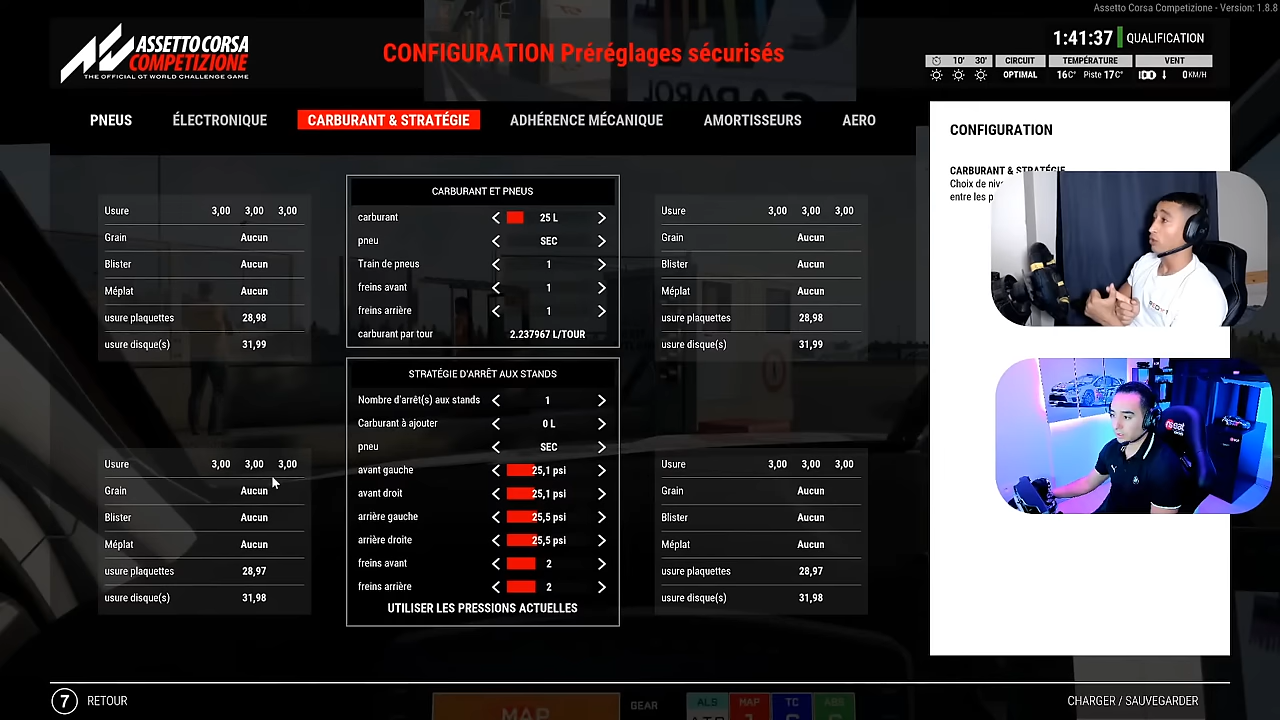 Assetto Corsa Competizione - Version: 1.8.8
ASSETTO CORSA
COMPETIZIONE
THE OFFICIAL GT WORLD CHALLENGE GAME
CONFIGURATION Préréglages sécurisés
1:41:37 QUALIFICATION
10' 30' CIRCUIT TEMPÉRATURE VENT
OPTIMAL 16C° Piste 17C° 0KM/H
PNEUS ÉLECTRONIQUE CARBURANT & STRATÉGIE ADHÉRENCE MÉCANIQUE AMORTISSEURS AERO
CONFIGURATION
CARBURANT & STRATÉGIE
Choix de
entre les
Usure 3,00 3,00 3,00
Grain Aucun
Blister Aucun
Méplat Aucun
usure plaquettes 28,98
usure disque(s) 31,99
CARBURANT ET PNEUS
carburant 25 L
pneu SEC
Train de pneus 1
freins avant 1
freins arrière 1
carburant par tour 2.237967 L/TOUR
Usure 3,00 3,00 3,00
Grain Aucun
Blister Aucun
Méplat Aucun
usure plaquettes 28,98
usure disque(s) 31,99
STRATÉGIE D'ARRÊT AUX STANDS
Nombre d'arrêt(s) aux stands 1
Carburant à ajouter 0 L
pneu SEC
avant gauche 25,1 psi
avant droit 25,1 psi
arrière gauche 25,5 psi
arrière droite 25,5 psi
freins avant 2
freins arrière 2
UTILISER LES PRESSIONS ACTUELLES
Usure 3,00 3,00 3,00
Grain Aucun
Blister Aucun
Méplat Aucun
usure plaquettes 28,97
usure disque(s) 31,98
Usure 3,00 3,00 3,00
Grain Aucun
Blister Aucun
Méplat Aucun
usure plaquettes 28,97
usure disque(s) 31,98
7 RETOUR
CHARGER / SAUVEGARDER
MAP
GEAR
ALS MAP TC ABS